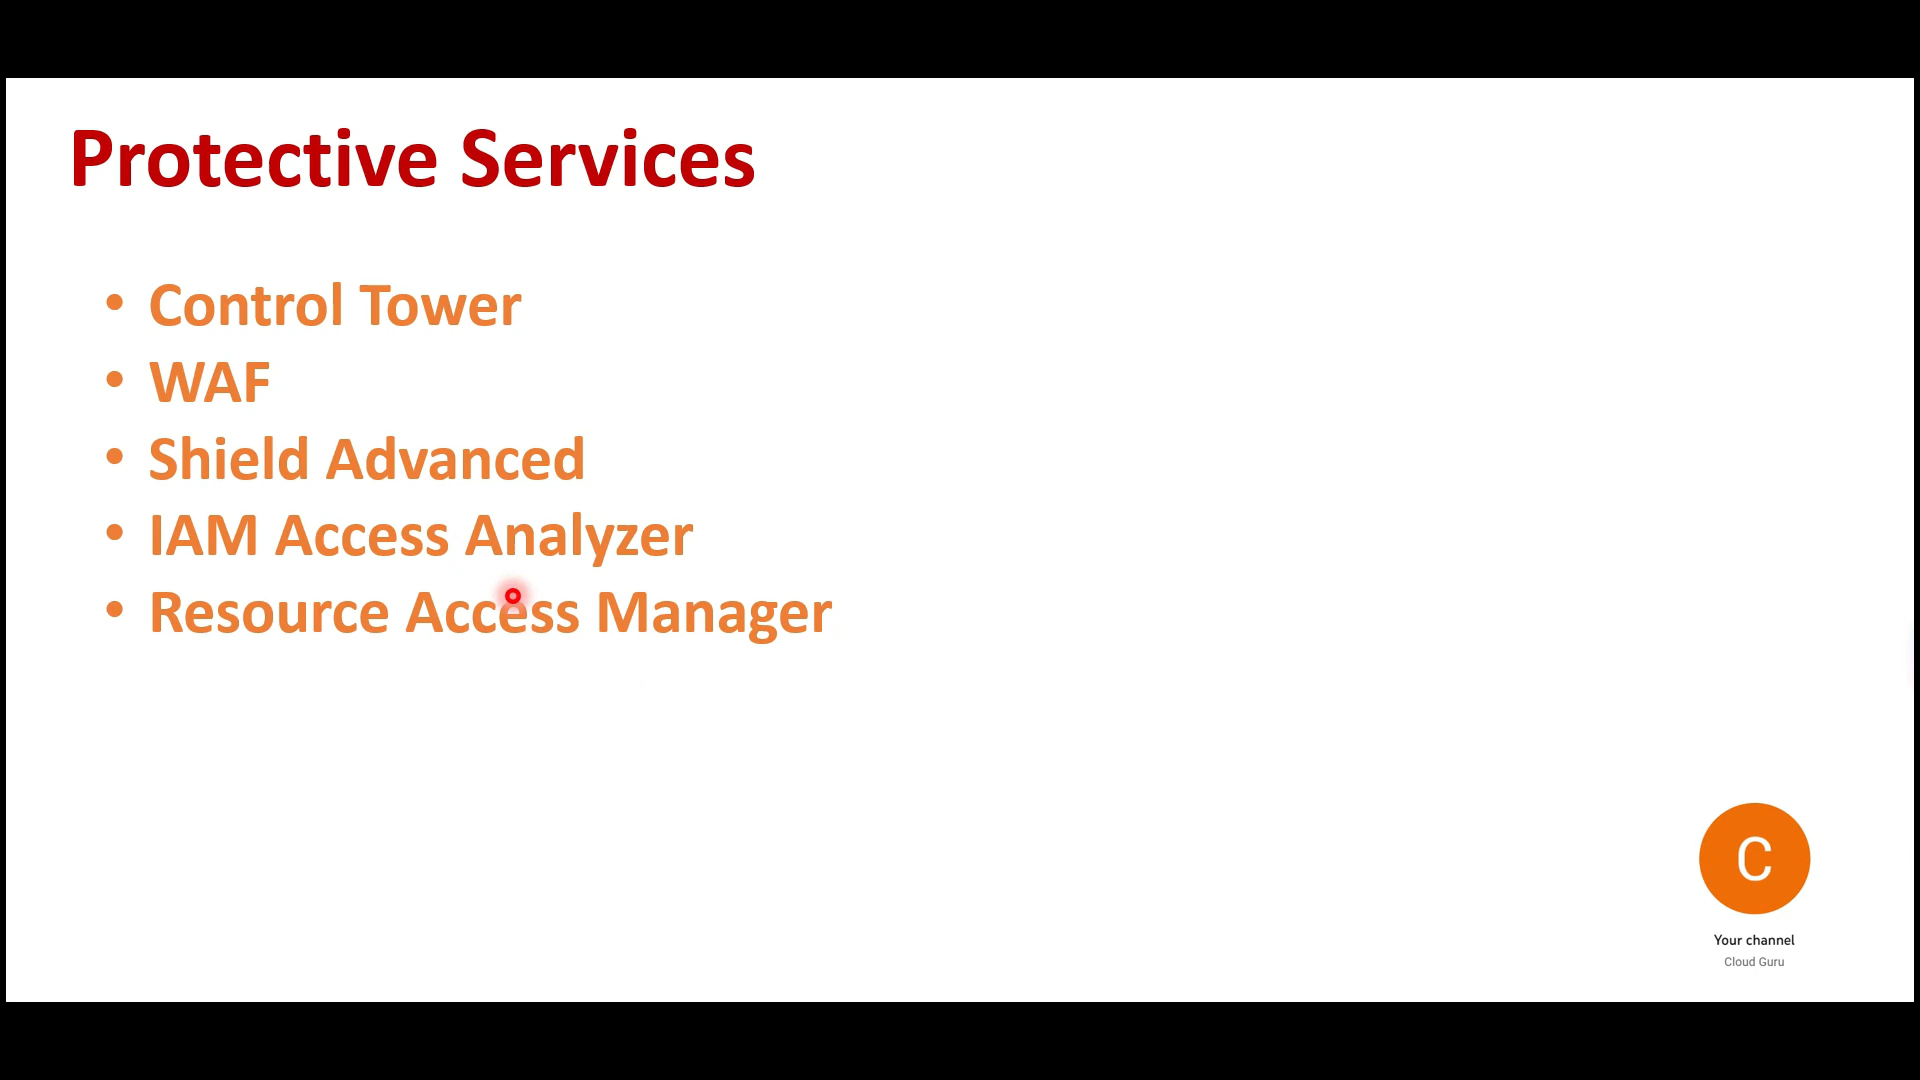 Protective Services
• Control Tower
• WAF
• Shield Advanced
• IAM Access Analyzer
• Resource Access Manager
C
Your channel
Cloud Guru